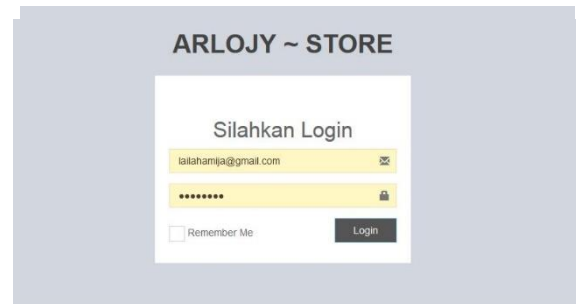 ARLOJY ~ STORE
Silahkan Login
lailahamija@gmail.com
••••••••
Remember Me
Login